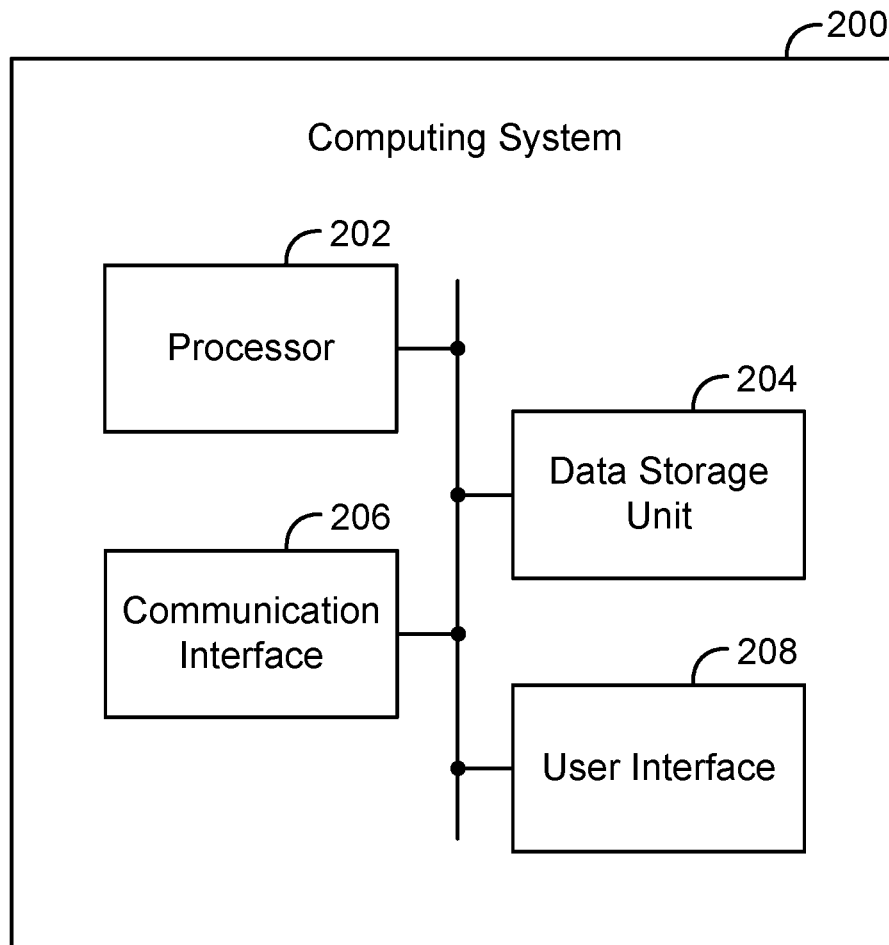 200
Computing System
202
Processor
204
Data Storage
Unit
206
Communication
Interface
208
User Interface